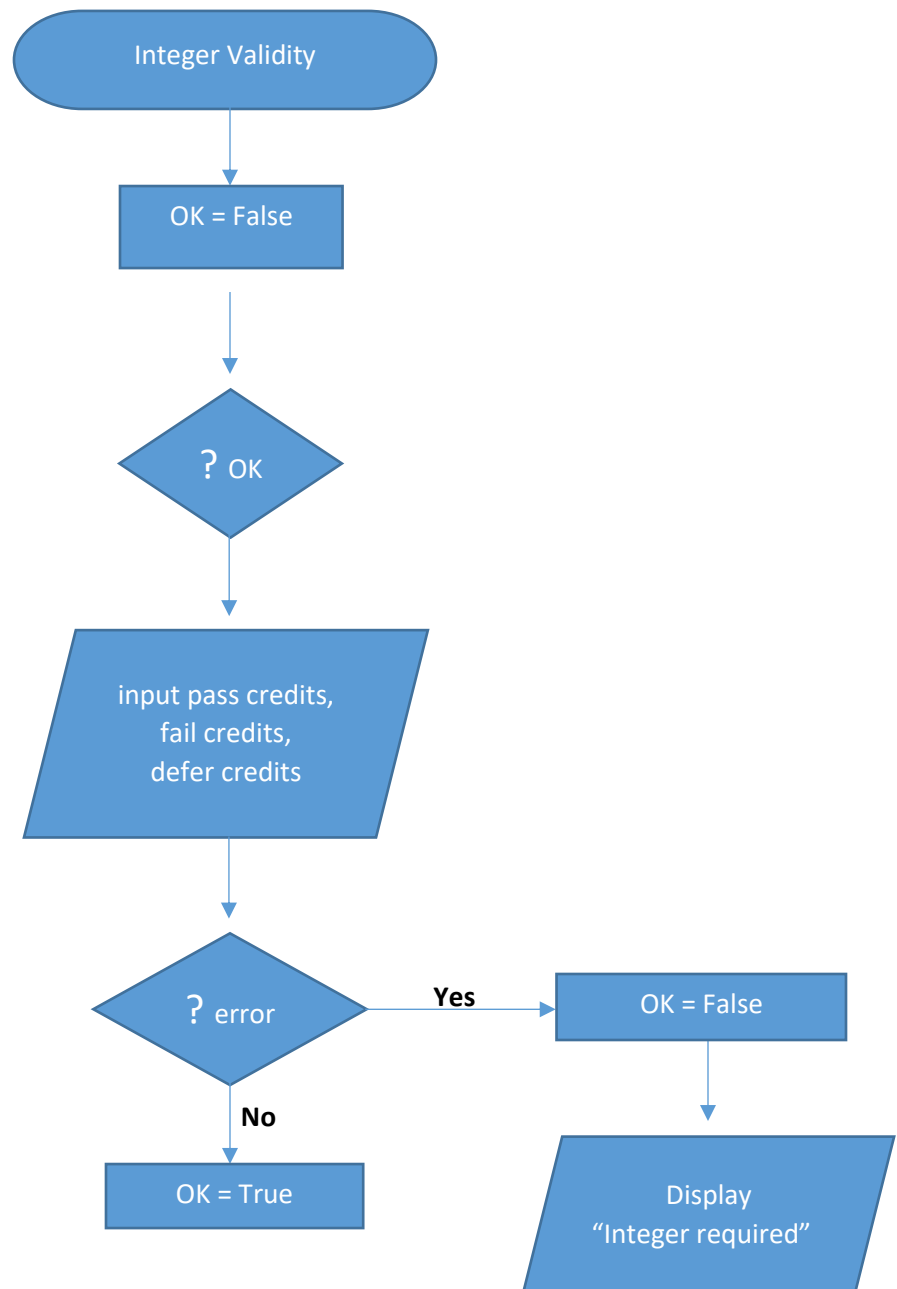 Integer Validity
OK = False
? OK
input pass credits,
fail credits,
defer credits
? error
Yes
OK = False
No
OK = True
Display
“Integer required”